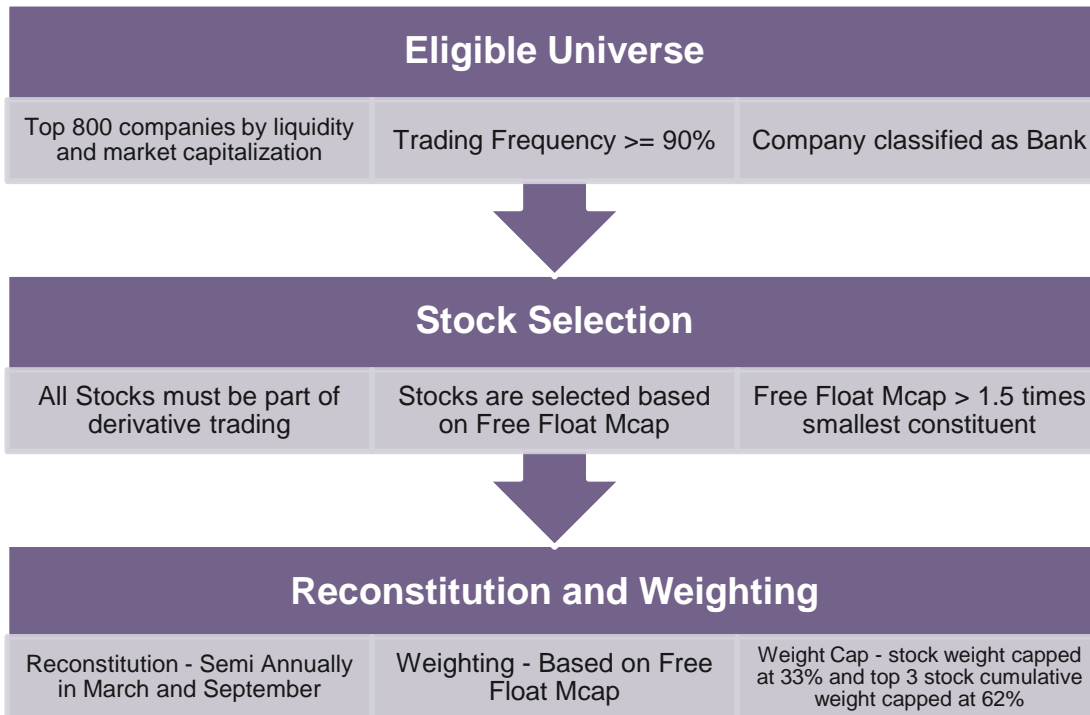 Eligible Universe
Top 800 companies by liquidity
and market capitalization
Trading Frequency >= 90%
Company classified as Bank
Stock Selection
All Stocks must be part of
derivative trading
Stocks are selected based
on Free Float Mcap
Free Float Mcap > 1.5 times
smallest constituent
Reconstitution and Weighting
Reconstitution - Semi Annually
in March and September
Weighting - Based on Free
Float Mcap
Weight Cap - stock weight capped
at 33% and top 3 stock cumulative
weight capped at 62%